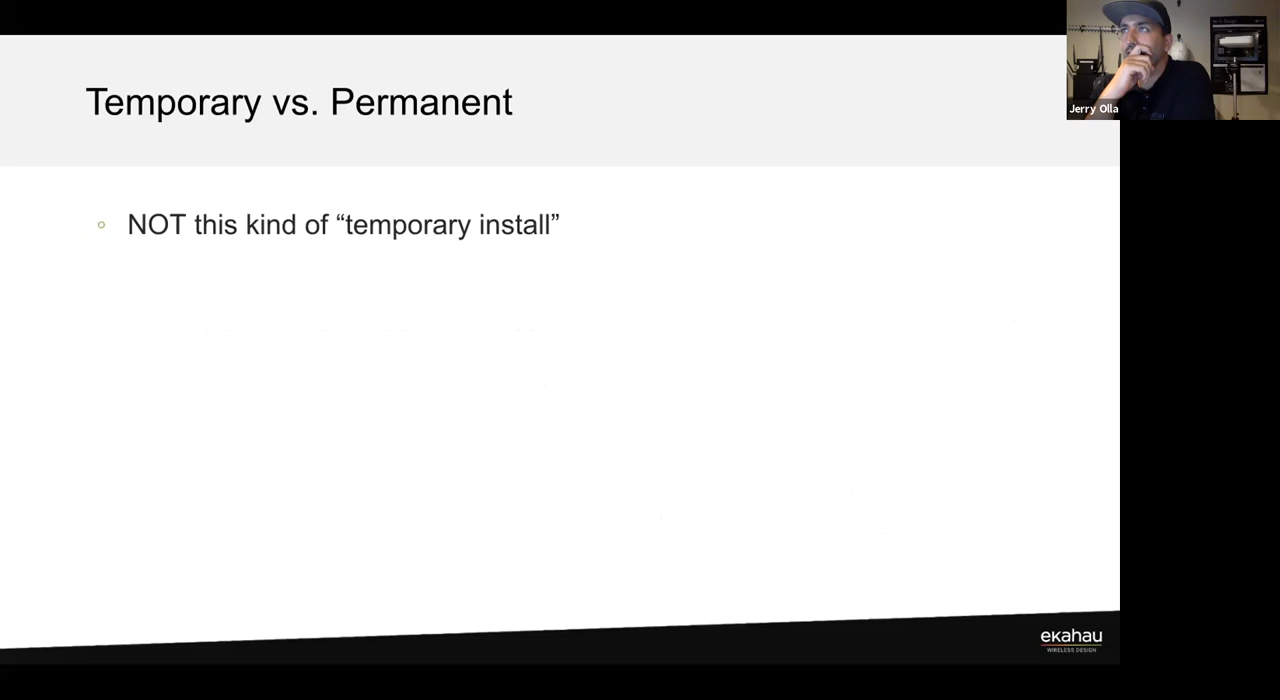 Temporary vs. Permanent
Jerry Olla
NOT this kind of “temporary install”
ekahau
WIRELESS DESIGN